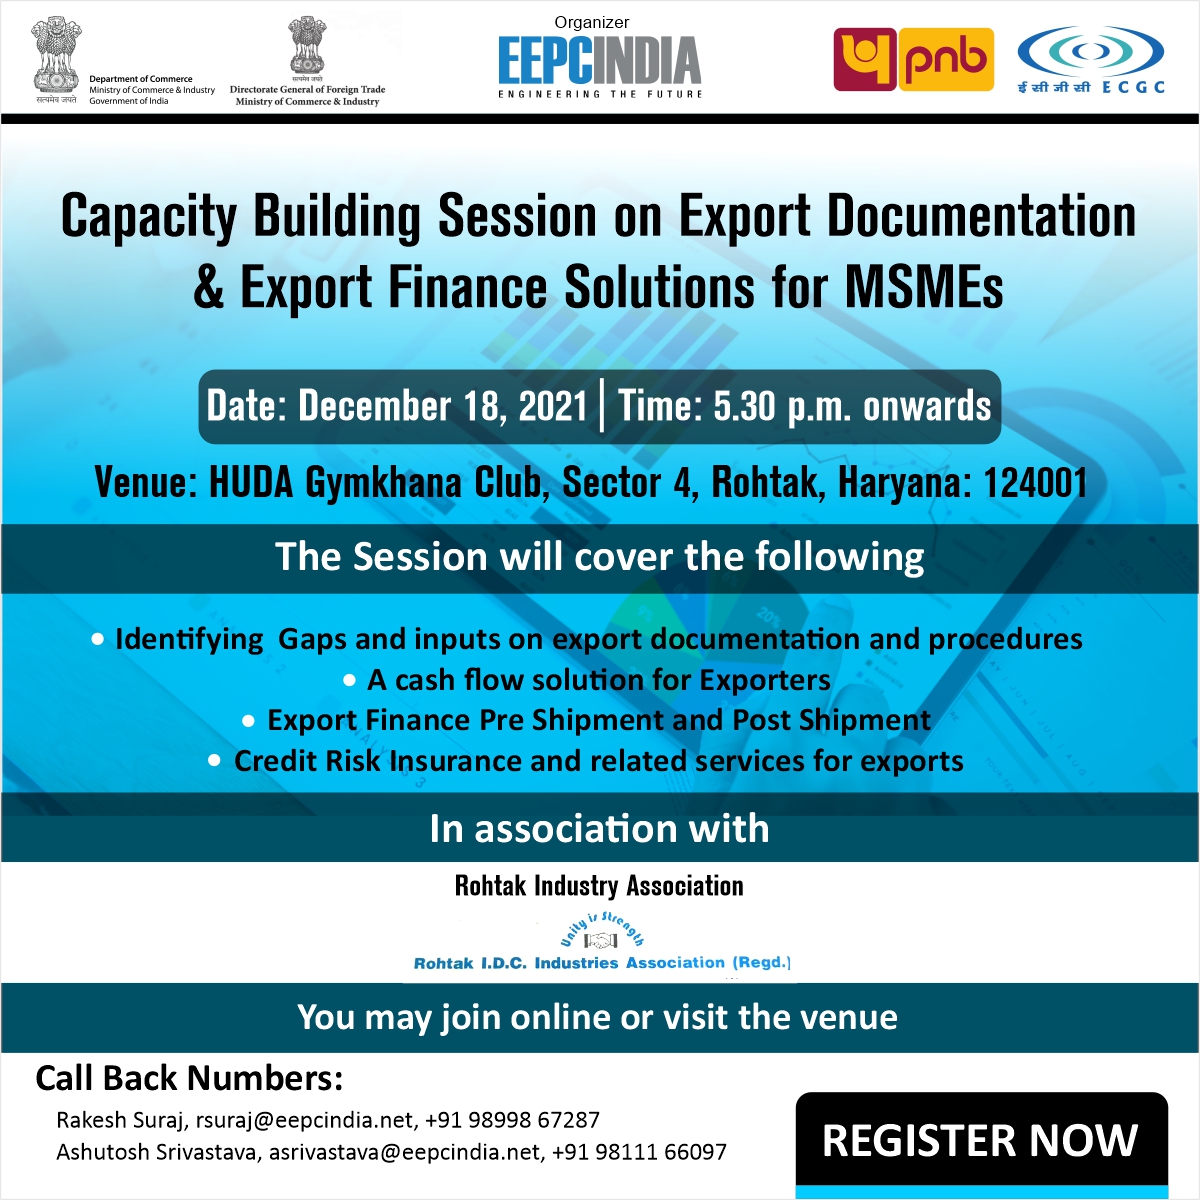 Organizer
सत्यमेव जयते
Department of Commerce
Ministry of Commerce & Industry
Government of India
सत्यमेव जयते
Directorate General of Foreign Trade
Ministry of Commerce & Industry
EEPCINDIA
ENGINEERING THE FUTURE
pnb
ई सी जी सी ECGC
Capacity Building Session on Export Documentation
& Export Finance Solutions for MSMEs
Date: December 18, 2021 | Time: 5.30 p.m. onwards
Venue: HUDA Gymkhana Club, Sector 4, Rohtak, Haryana: 124001
The Session will cover the following
• Identifying Gaps and inputs on export documentation and procedures
• A cash flow solution for Exporters
• Export Finance Pre Shipment and Post Shipment
• Credit Risk Insurance and related services for exports
In association with
Rohtak Industry Association
Unity is Strength
Rohtak I.D.C. Industries Association (Regd.)
You may join online or visit the venue
Call Back Numbers:
Rakesh Suraj, rsuraj@eepcindia.net, +91 98998 67287
Ashutosh Srivastava, asrivastava@eepcindia.net, +91 98111 66097
REGISTER NOW